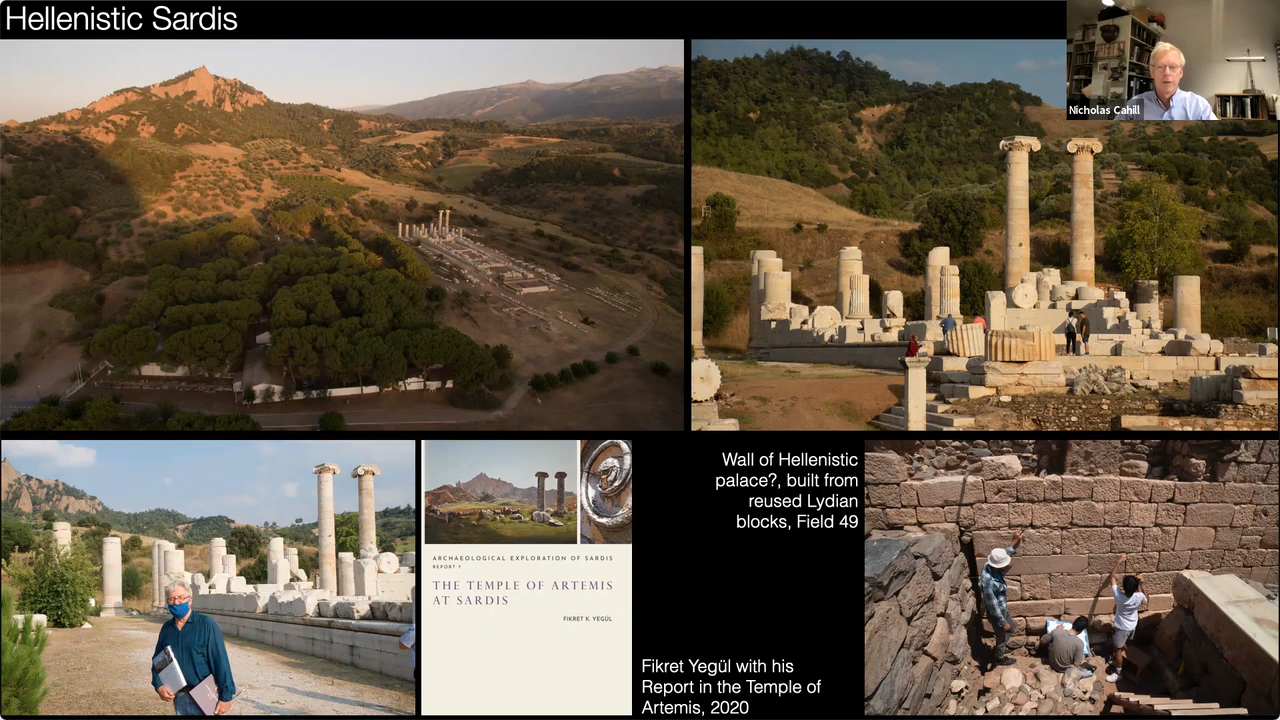 Hellenistic Sardis
Nicholas Cahill
ARCHAEOLOGICAL EXPLORATION OF SARDIS
REPORT 7
THE TEMPLE OF ARTEMIS
AT SARDIS
FIKRET K. YEGÜL
Wall of Hellenistic
palace?, built from
reused Lydian
blocks, Field 49
Fikret Yegül with his
Report in the Temple of
Artemis, 2020